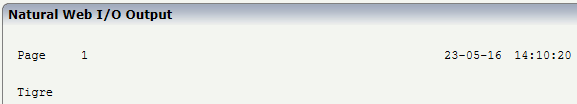 Natural Web I/O Output
Page 1 23-05-16 14:10:20
Tigre